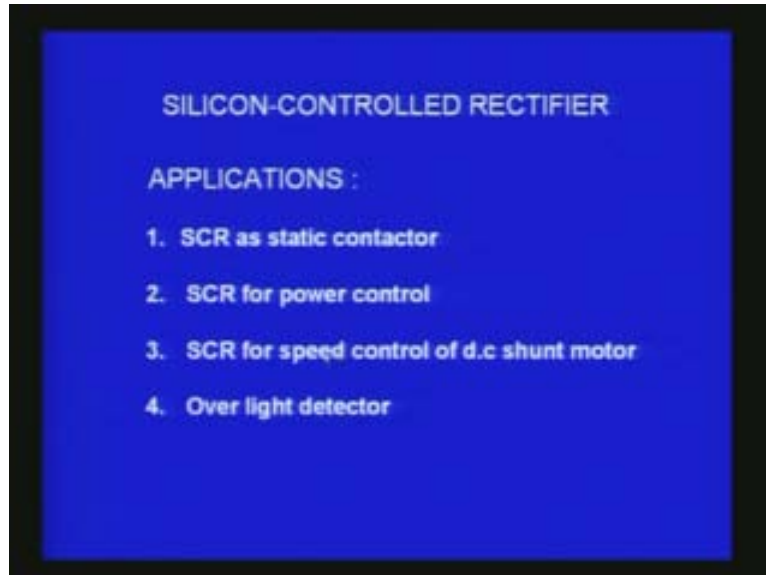 SILICON-CONTROLLED RECTIFIER
APPLICATIONS :
1. SCR as static contactor
2. SCR for power control
3. SCR for speed control of d.c shunt motor
4. Over light detector